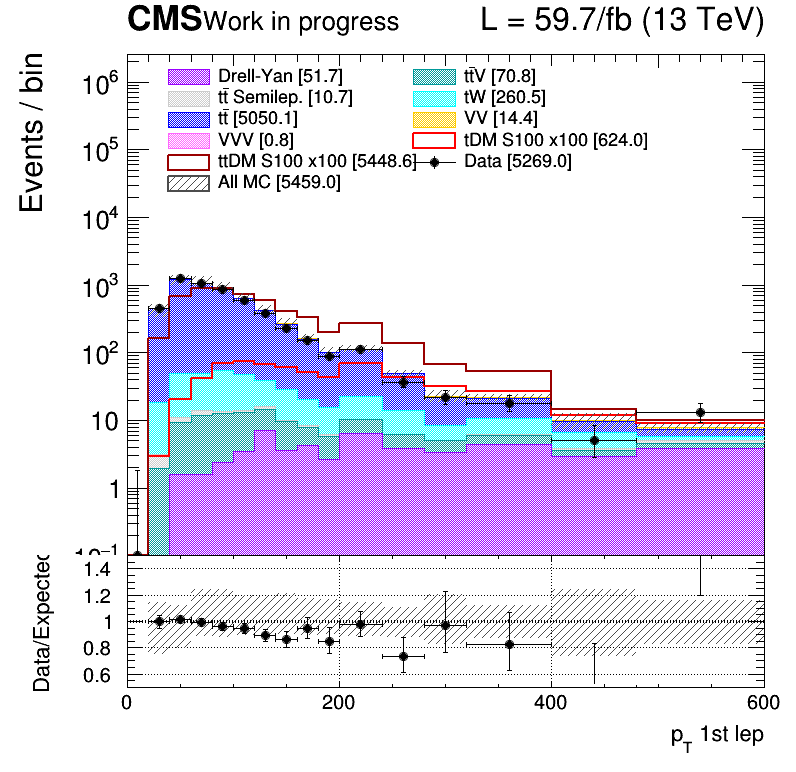 CMS Work in progress L = 59.7/fb (13 TeV)
Events / bin
Drell-Yan [51.7] tt̄V [70.8]
tt̄ Semilep. [10.7] tW [260.5]
tt̄ [5050.1] VV [14.4]
VVV [0.8] tDM S100 x100 [624.0]
ttDM S100 x100 [5448.6] Data [5269.0]
All MC [5459.0]
10⁶
10⁵
10⁴
10³
10²
10
1
10⁻¹
Data/Expected
1.4
1.2
1
0.8
0.6
0 200 400 600
p_T 1st lep